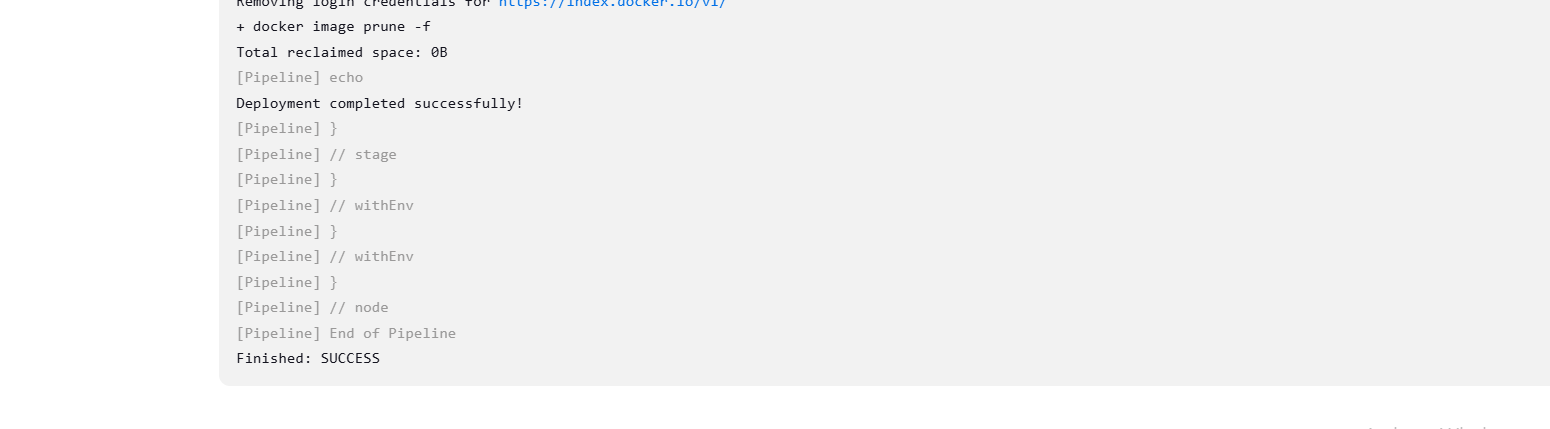 Removing login credentials for https://index.docker.io/v1/
+ docker image prune -f
Total reclaimed space: 0B
[Pipeline] echo
Deployment completed successfully!
[Pipeline] }
[Pipeline] // stage
[Pipeline] }
[Pipeline] // withEnv
[Pipeline] }
[Pipeline] // withEnv
[Pipeline] }
[Pipeline] // node
[Pipeline] End of Pipeline
Finished: SUCCESS